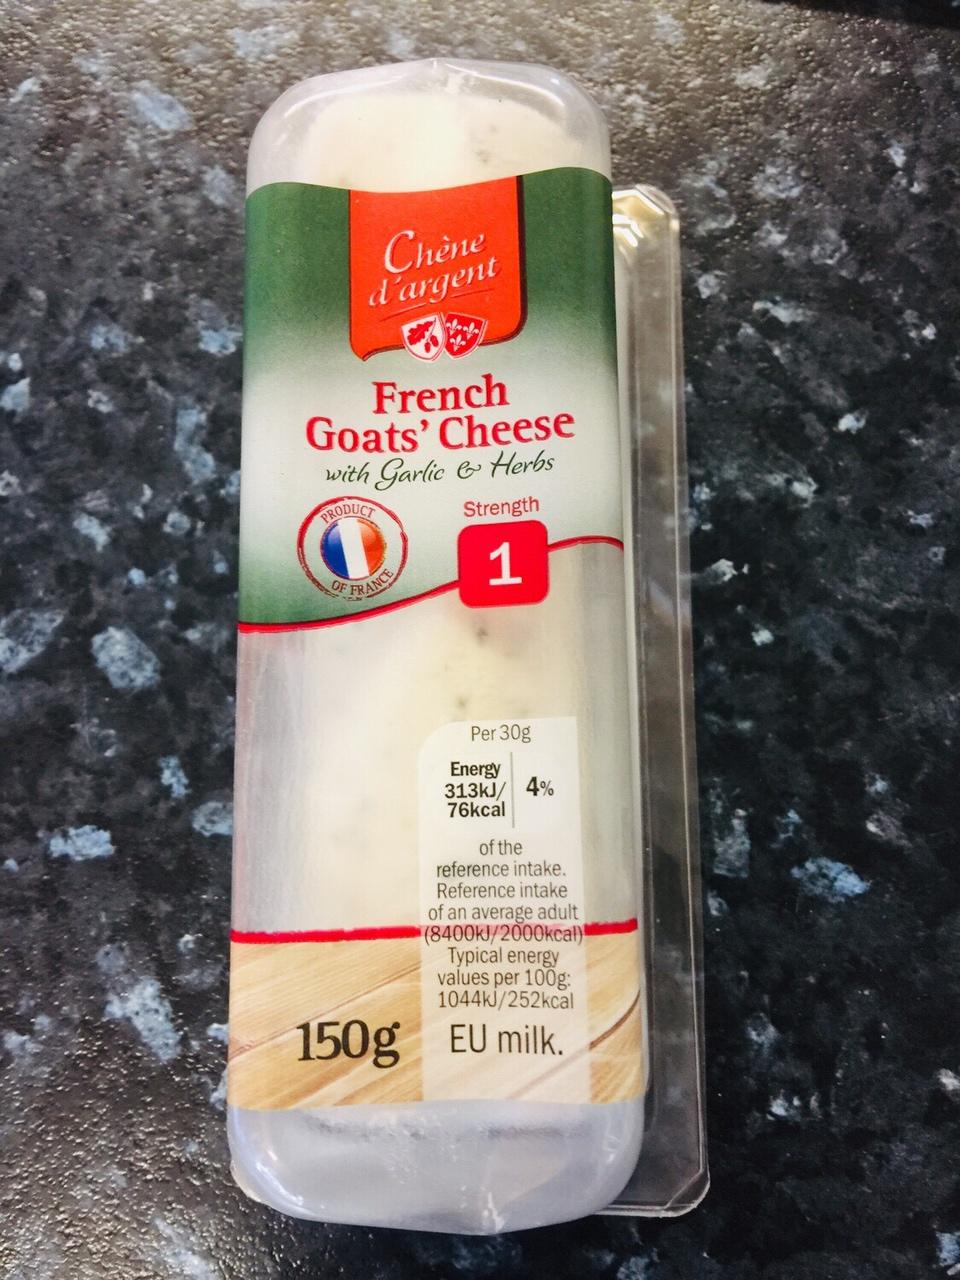 Chène
d'argent
French
Goats' Cheese
with Garlic & Herbs
PRODUCT
OF FRANCE
Strength
1
Per 30g
Energy
313kJ/
76kcal
4%
of the
reference intake.
Reference intake
of an average adult
(8400kJ/2000kcal)
Typical energy
values per 100g:
1044kJ/252kcal
150g
EU milk.